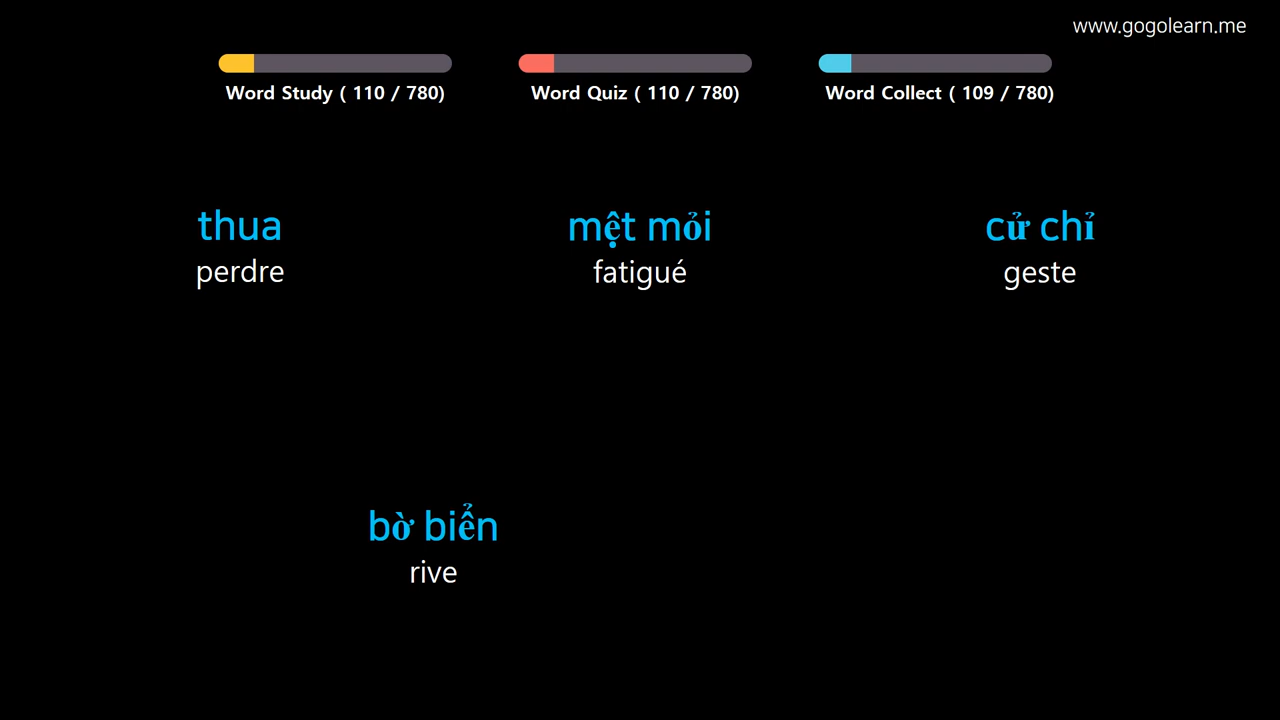 www.gogolearn.me
Word Study ( 110 / 780)
Word Quiz ( 110 / 780)
Word Collect ( 109 / 780)
thua
perdre
mệt mỏi
fatigué
cử chỉ
geste
bờ biển
rive